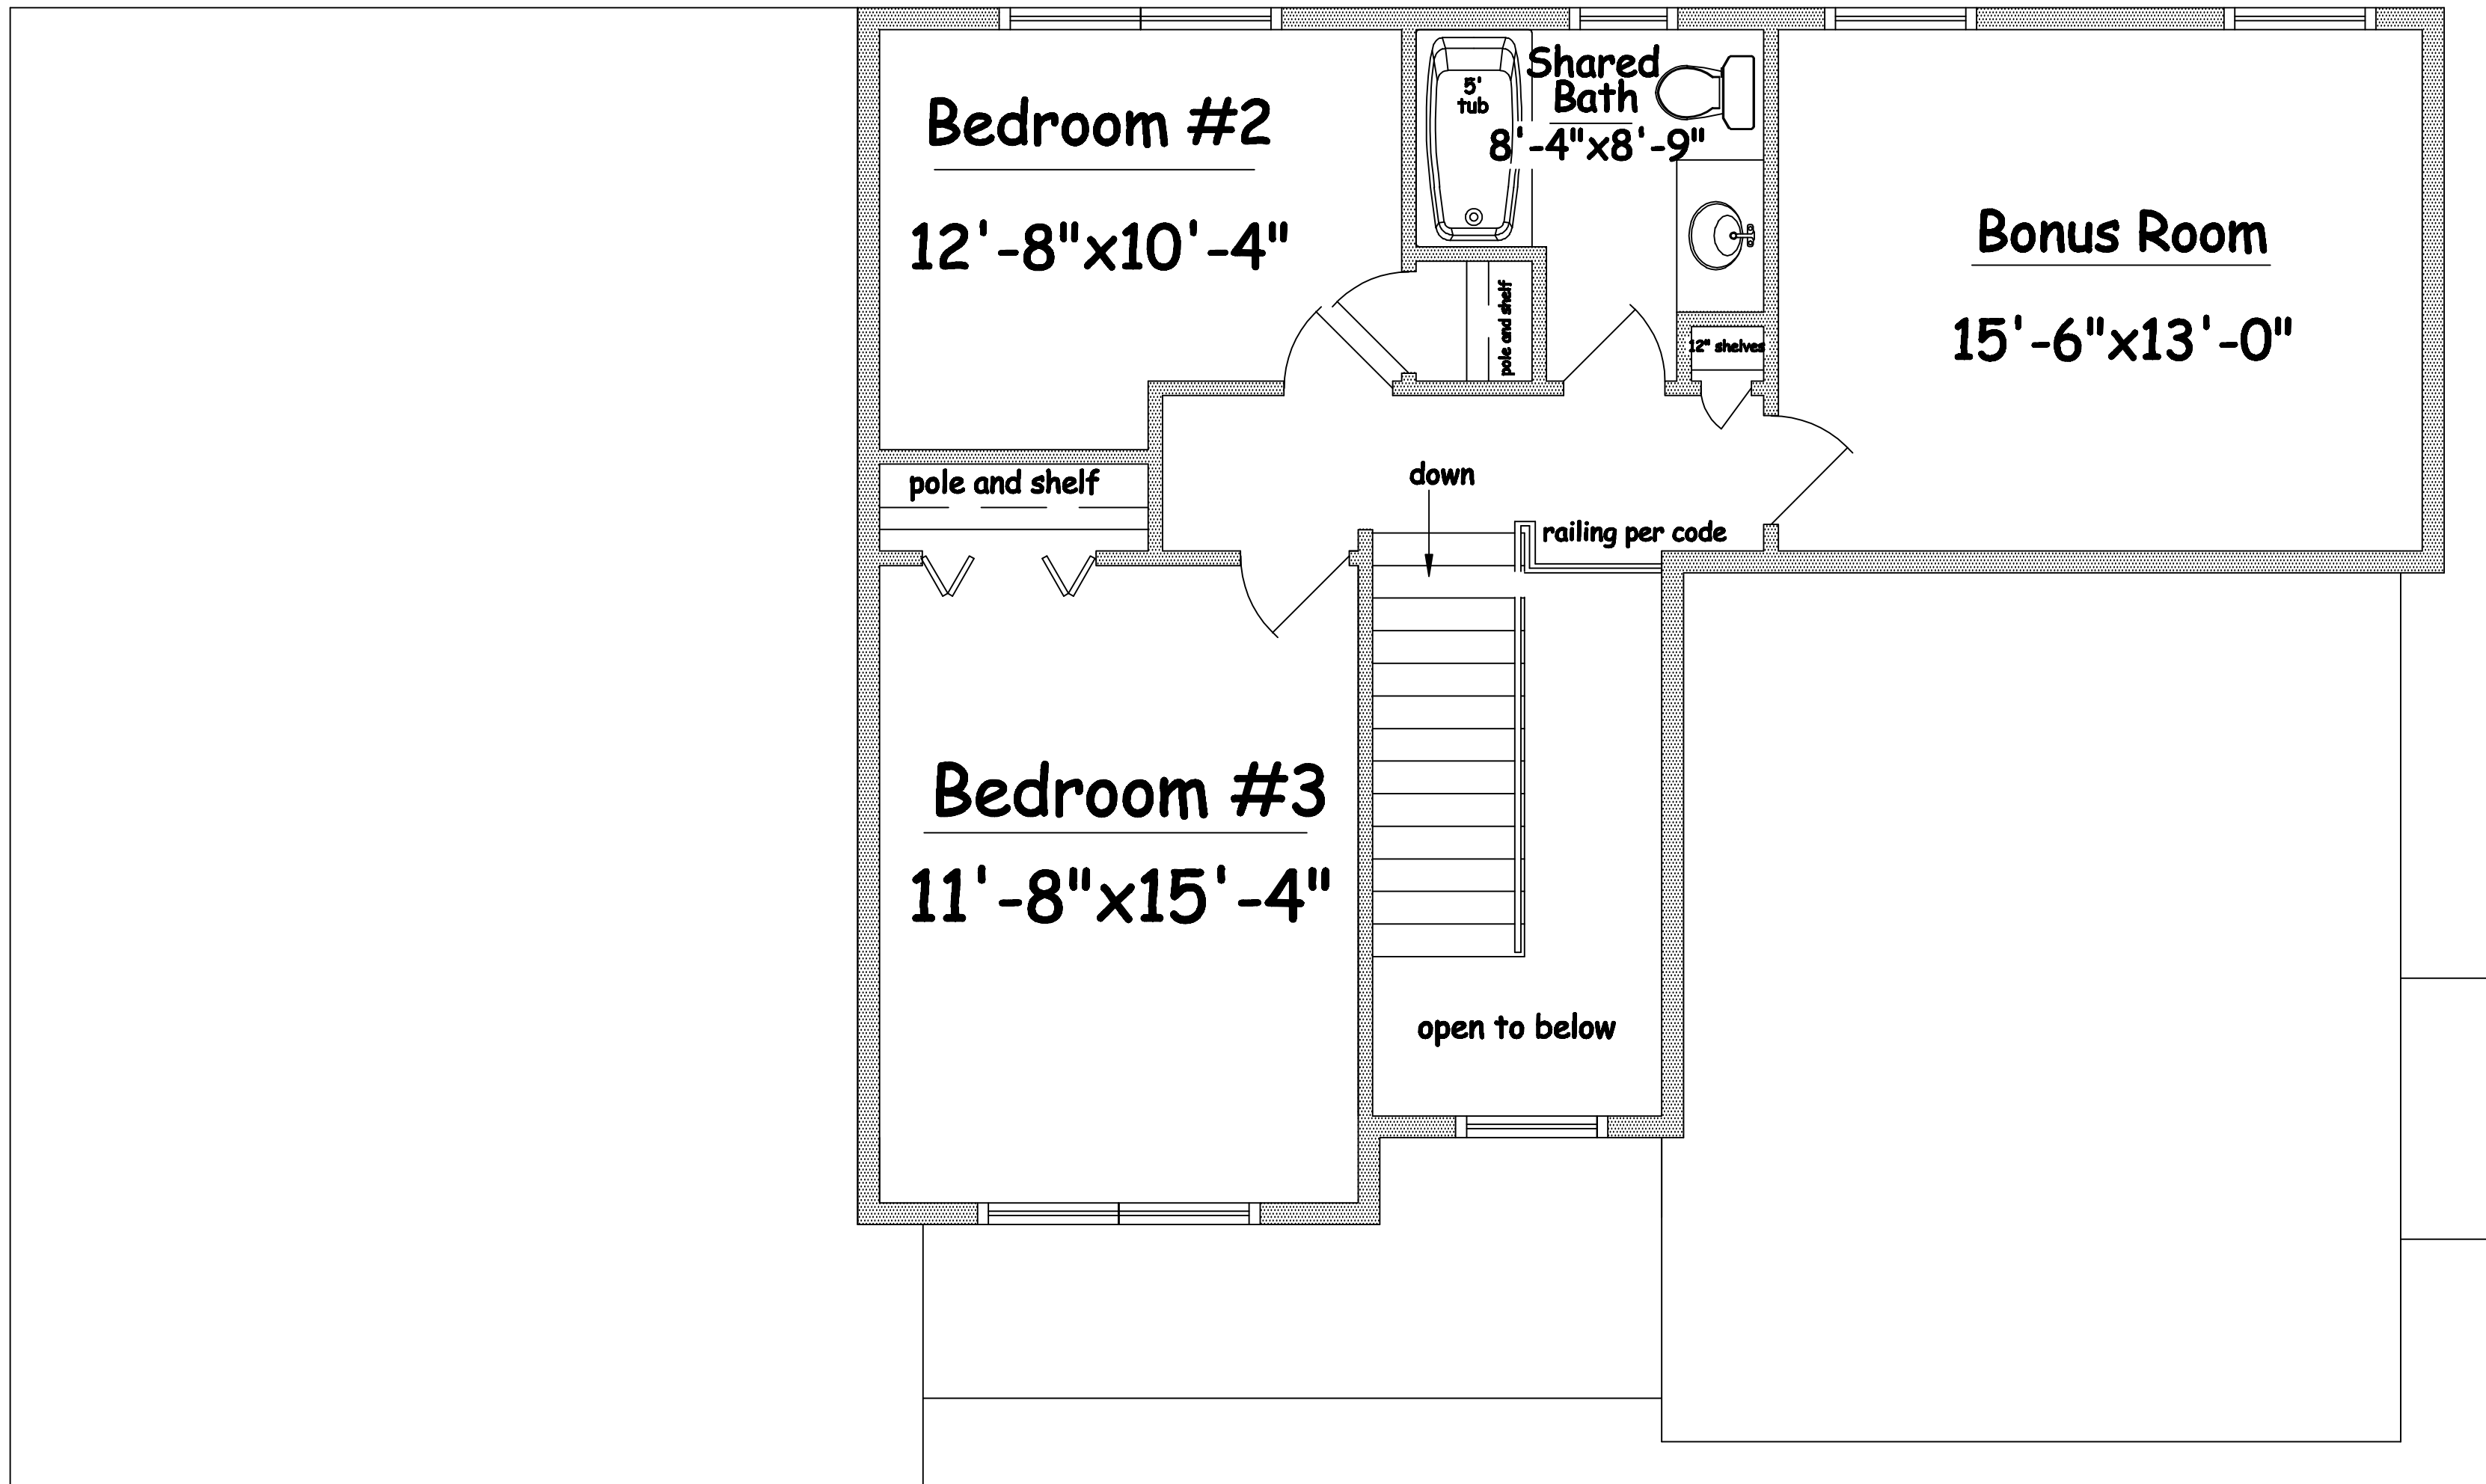 Bedroom #2
12'-8"x10'-4"
5'
tub
Shared
Bath
8'-4"x8'-9"
pole and shelf
12" shelves
Bonus Room
15'-6"x13'-0"
pole and shelf
down
railing per code
Bedroom #3
11'-8"x15'-4"
open to below